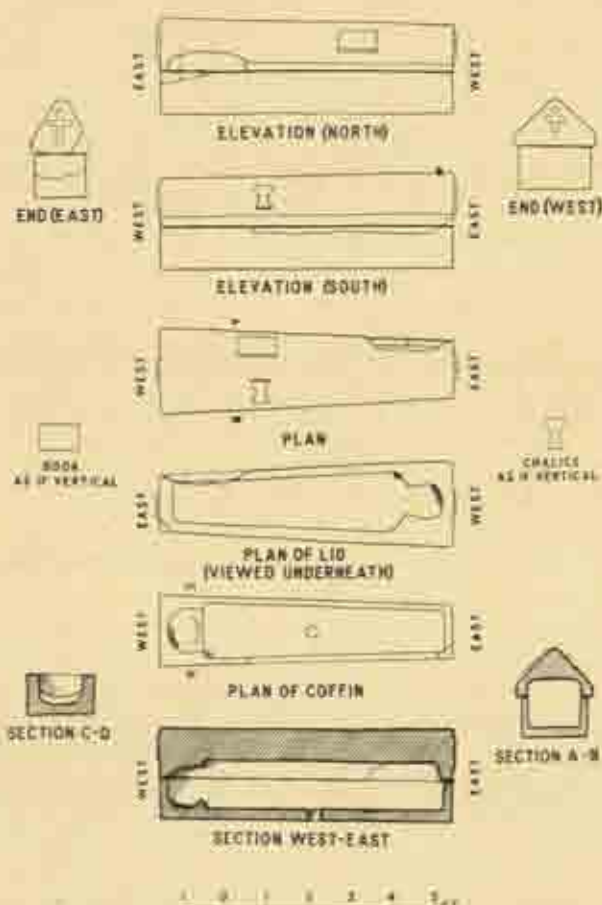 EAST
WEST
ELEVATION (NORTH)
END (EAST)
END (WEST)
WEST
EAST
ELEVATION (SOUTH)
WEST
EAST
PLAN
BOOK
AS IF VERTICAL
CHALICE
AS IF VERTICAL
EAST
WEST
PLAN OF LID
(VIEWED UNDERNEATH)
WEST
EAST
PLAN OF COFFIN
SECTION C-D
SECTION A-B
WEST
EAST
SECTION WEST-EAST
1 0 1 2 3 4 5